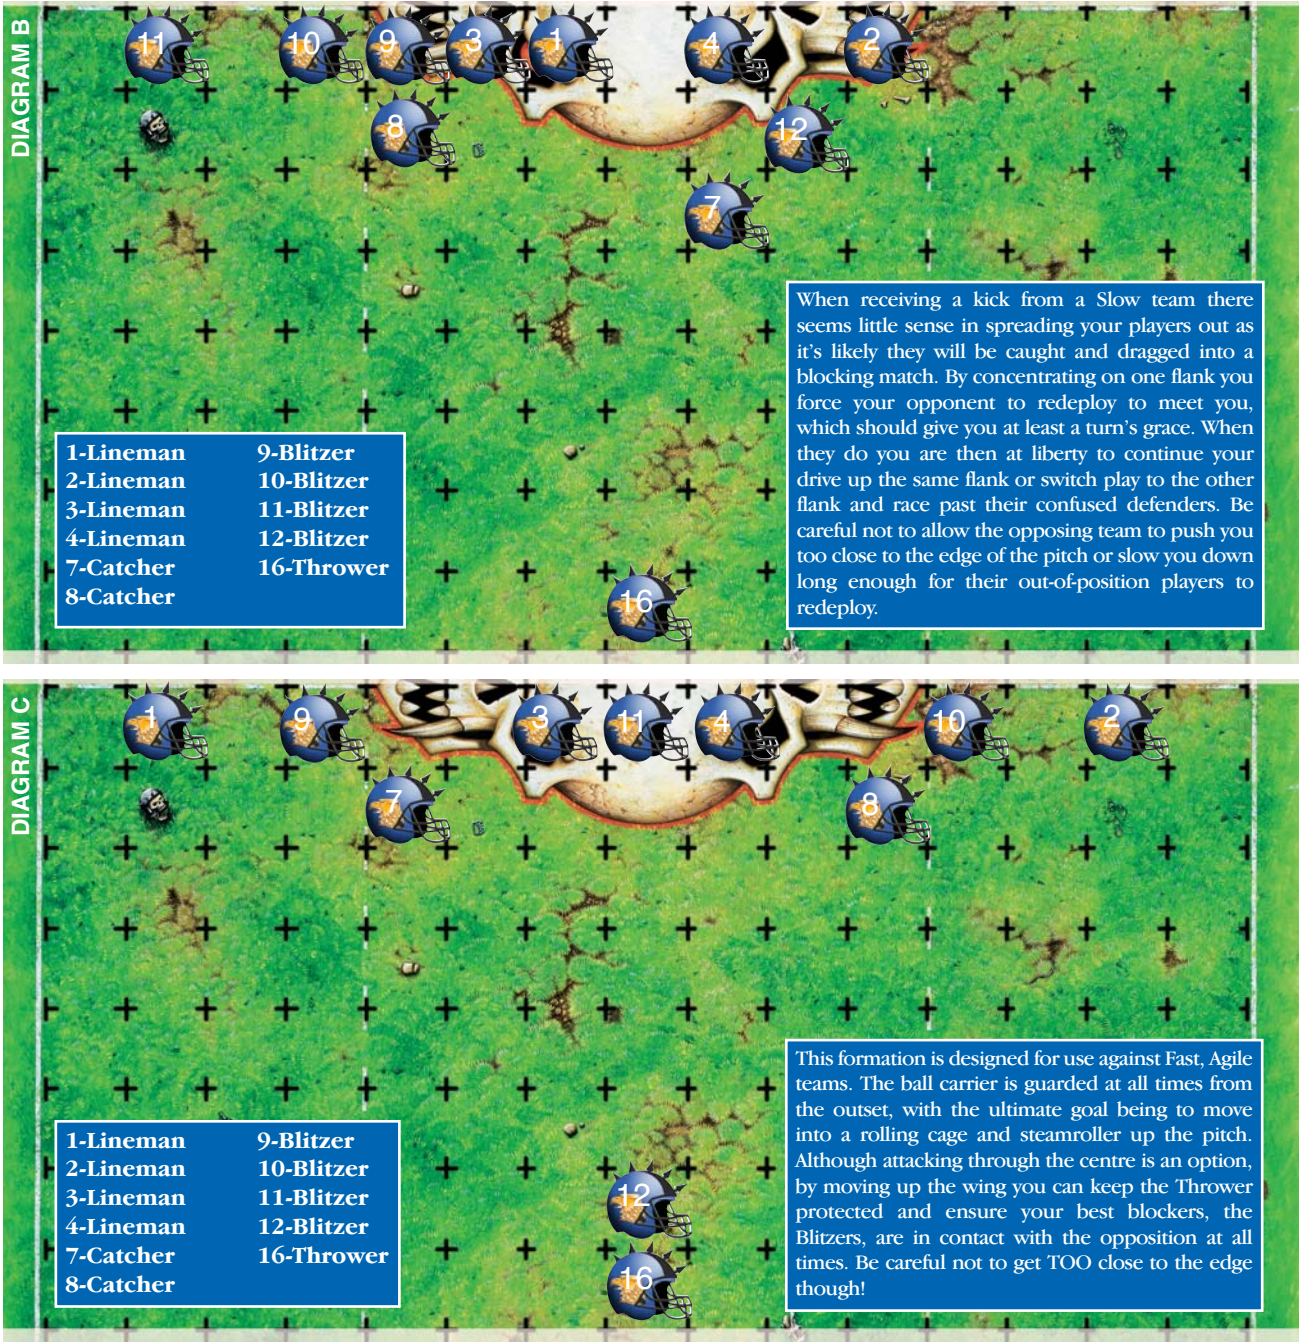 DIAGRAM B
11 10 9 3 1 4 2
8 12
7
When receiving a kick from a Slow team there
seems little sense in spreading your players out as
it's likely they will be caught and dragged into a
blocking match. By concentrating on one flank you
force your opponent to redeploy to meet you,
which should give you at least a turn's grace. When
they do you are then at liberty to continue your
drive up the same flank or switch play to the other
flank and race past their confused defenders. Be
careful not to allow the opposing team to push you
too close to the edge of the pitch or slow you down
long enough for their out-of-position players to
redeploy.
1-Lineman 9-Blitzer
2-Lineman 10-Blitzer
3-Lineman 11-Blitzer
4-Lineman 12-Blitzer
7-Catcher 16-Thrower
8-Catcher
16
DIAGRAM C
1 9 3 11 4 10 2
7 8
This formation is designed for use against Fast, Agile
teams. The ball carrier is guarded at all times from
the outset, with the ultimate goal being to move
into a rolling cage and steamroller up the pitch.
Although attacking through the centre is an option,
by moving up the wing you can keep the Thrower
protected and ensure your best blockers, the
Blitzers, are in contact with the opposition at all
times. Be careful not to get TOO close to the edge
though!
1-Lineman 9-Blitzer
2-Lineman 10-Blitzer
3-Lineman 11-Blitzer
4-Lineman 12-Blitzer
7-Catcher 16-Thrower
8-Catcher
12
16